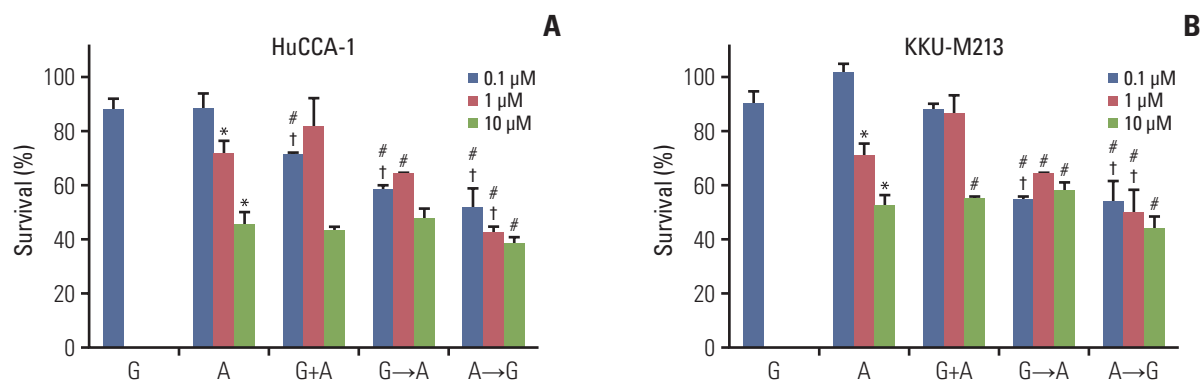 A
HuCCA-1
Survival (%)
100
80
60
40
20
0
0.1 µM
1 µM
10 µM
*
*
#
†
#
†
#
#
†
#
†
#
G
A
G+A
G→A
A→G
B
KKU-M213
Survival (%)
100
80
60
40
20
0
0.1 µM
1 µM
10 µM
*
*
#
#
†
#
#
#
†
#
†
#
G
A
G+A
G→A
A→G